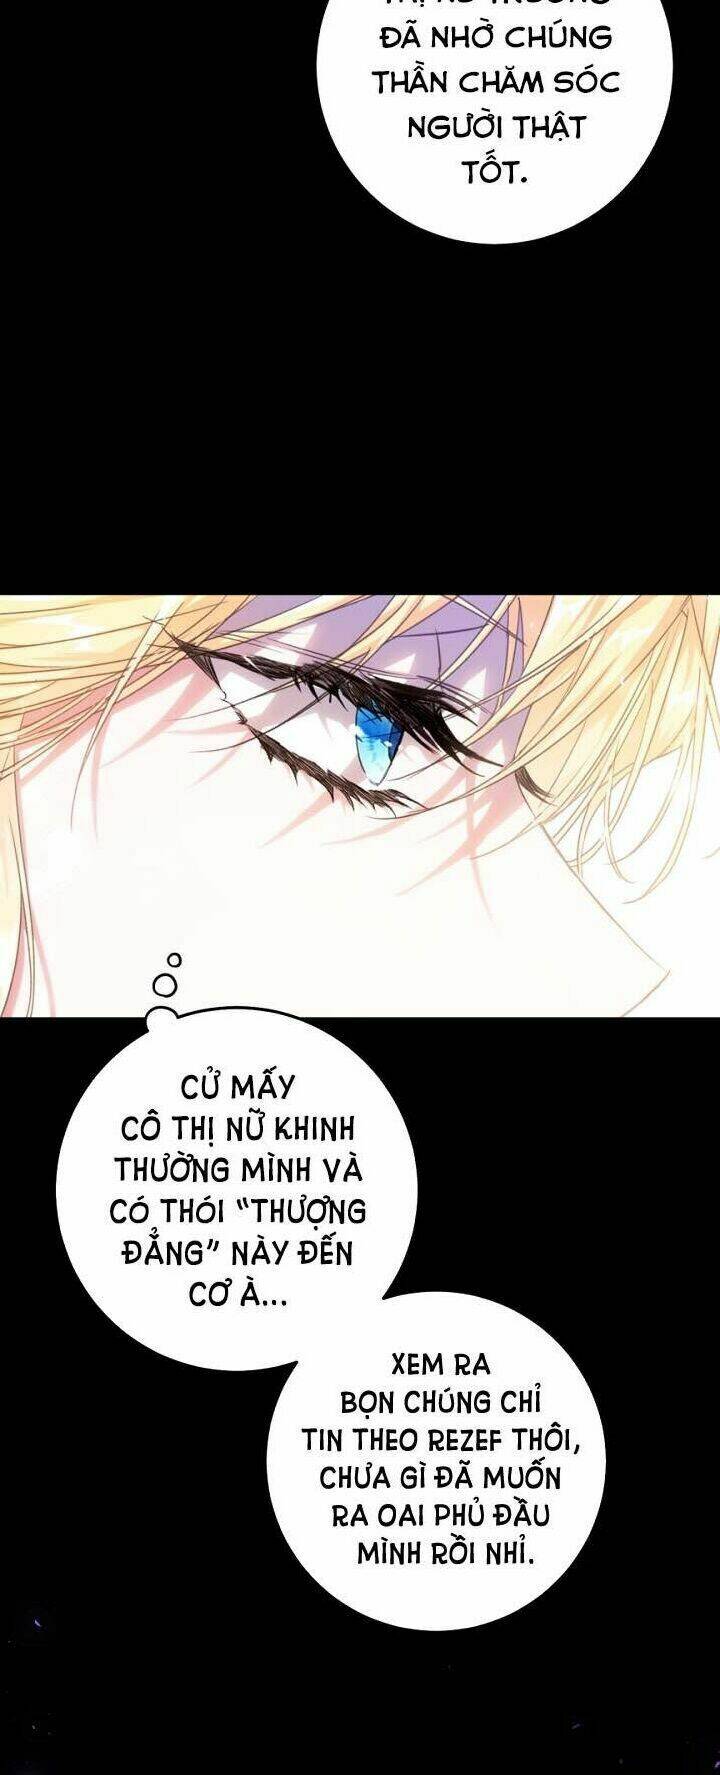 ĐÃ NHỜ CHÚNG
THẦN CHĂM SÓC
NGƯỜI THẬT
TỐT.
CỬ MẤY
CÔ THỊ NỮ KHINH
THƯỜNG MÌNH VÀ
CÓ THÓI “THƯỢNG
ĐẲNG” NÀY ĐẾN
CƠ À...
XEM RA
BỌN CHÚNG CHỈ
TIN THEO REZEF THÔI,
CHƯA GÌ ĐÃ MUỐN
RA OAI PHỦ ĐẦU
MÌNH RỒI NHỈ.